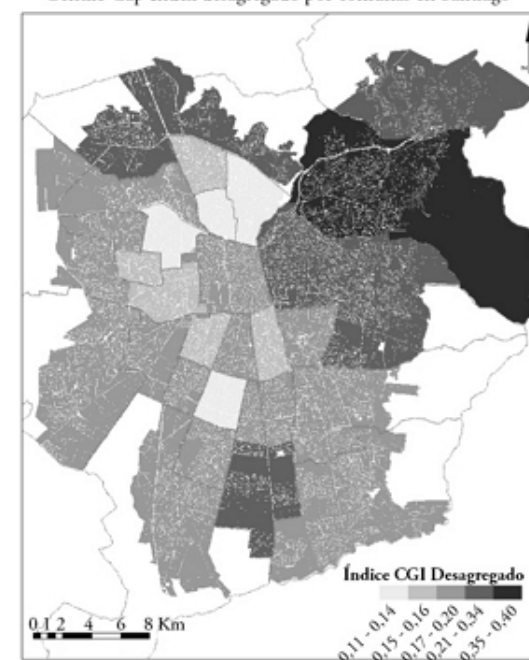 Índice CGI Desagregado
0,11 - 0,14
0,15 - 0,16
0,17 - 0,20
0,21 - 0,34
0,35 - 0,40
0 1 2 4 6 8 Km